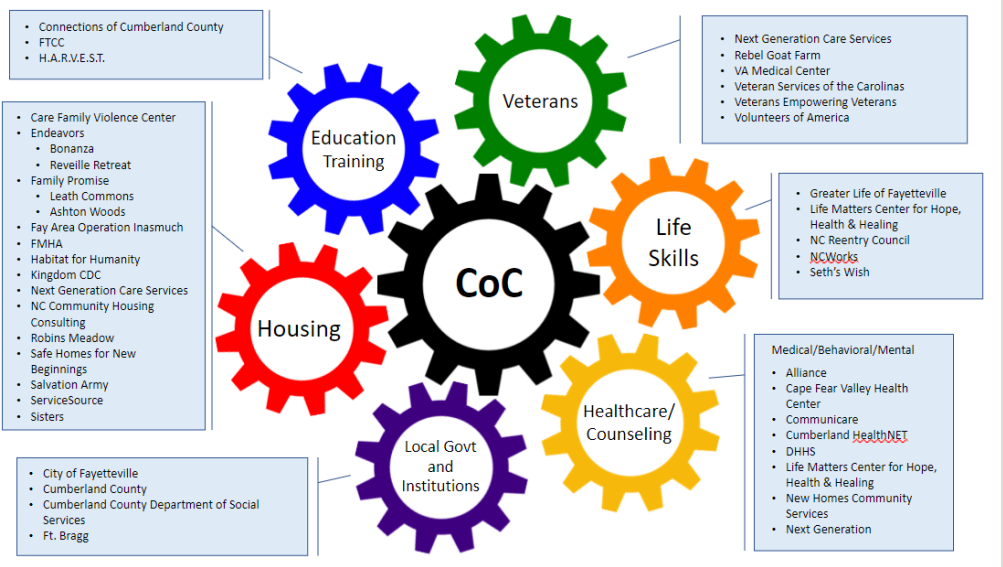 Connections of Cumberland County
FTCC
H.A.R.V.E.S.T.
Education
Training
Veterans
Next Generation Care Services
Rebel Goat Farm
VA Medical Center
Veteran Services of the Carolinas
Veterans Empowering Veterans
Volunteers of America
Care Family Violence Center
Endeavors
Bonanza
Reveille Retreat
Family Promise
Leath Commons
Ashton Woods
Fay Area Operation Inasmuch
FMHA
Habitat for Humanity
Kingdom CDC
Next Generation Care Services
NC Community Housing
Consulting
Robins Meadow
Safe Homes for New
Beginnings
Salvation Army
ServiceSource
Sisters
Housing
CoC
Life
Skills
Greater Life of Fayetteville
Life Matters Center for Hope,
Health & Healing
NC Reentry Council
NCWorks
Seth's Wish
Healthcare/
Counseling
Medical/Behavioral/Mental
Alliance
Cape Fear Valley Health
Center
Communicare
Cumberland HealthNET
DHHS
Life Matters Center for Hope,
Health & Healing
New Homes Community
Services
Next Generation
Local Govt
and
Institutions
City of Fayetteville
Cumberland County
Cumberland County Department of Social
Services
Ft. Bragg